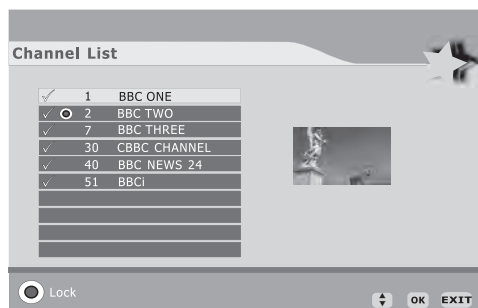 Channel List
1 BBC ONE
2 BBC TWO
7 BBC THREE
30 CBBC CHANNEL
40 BBC NEWS 24
51 BBCi
Lock
OK EXIT